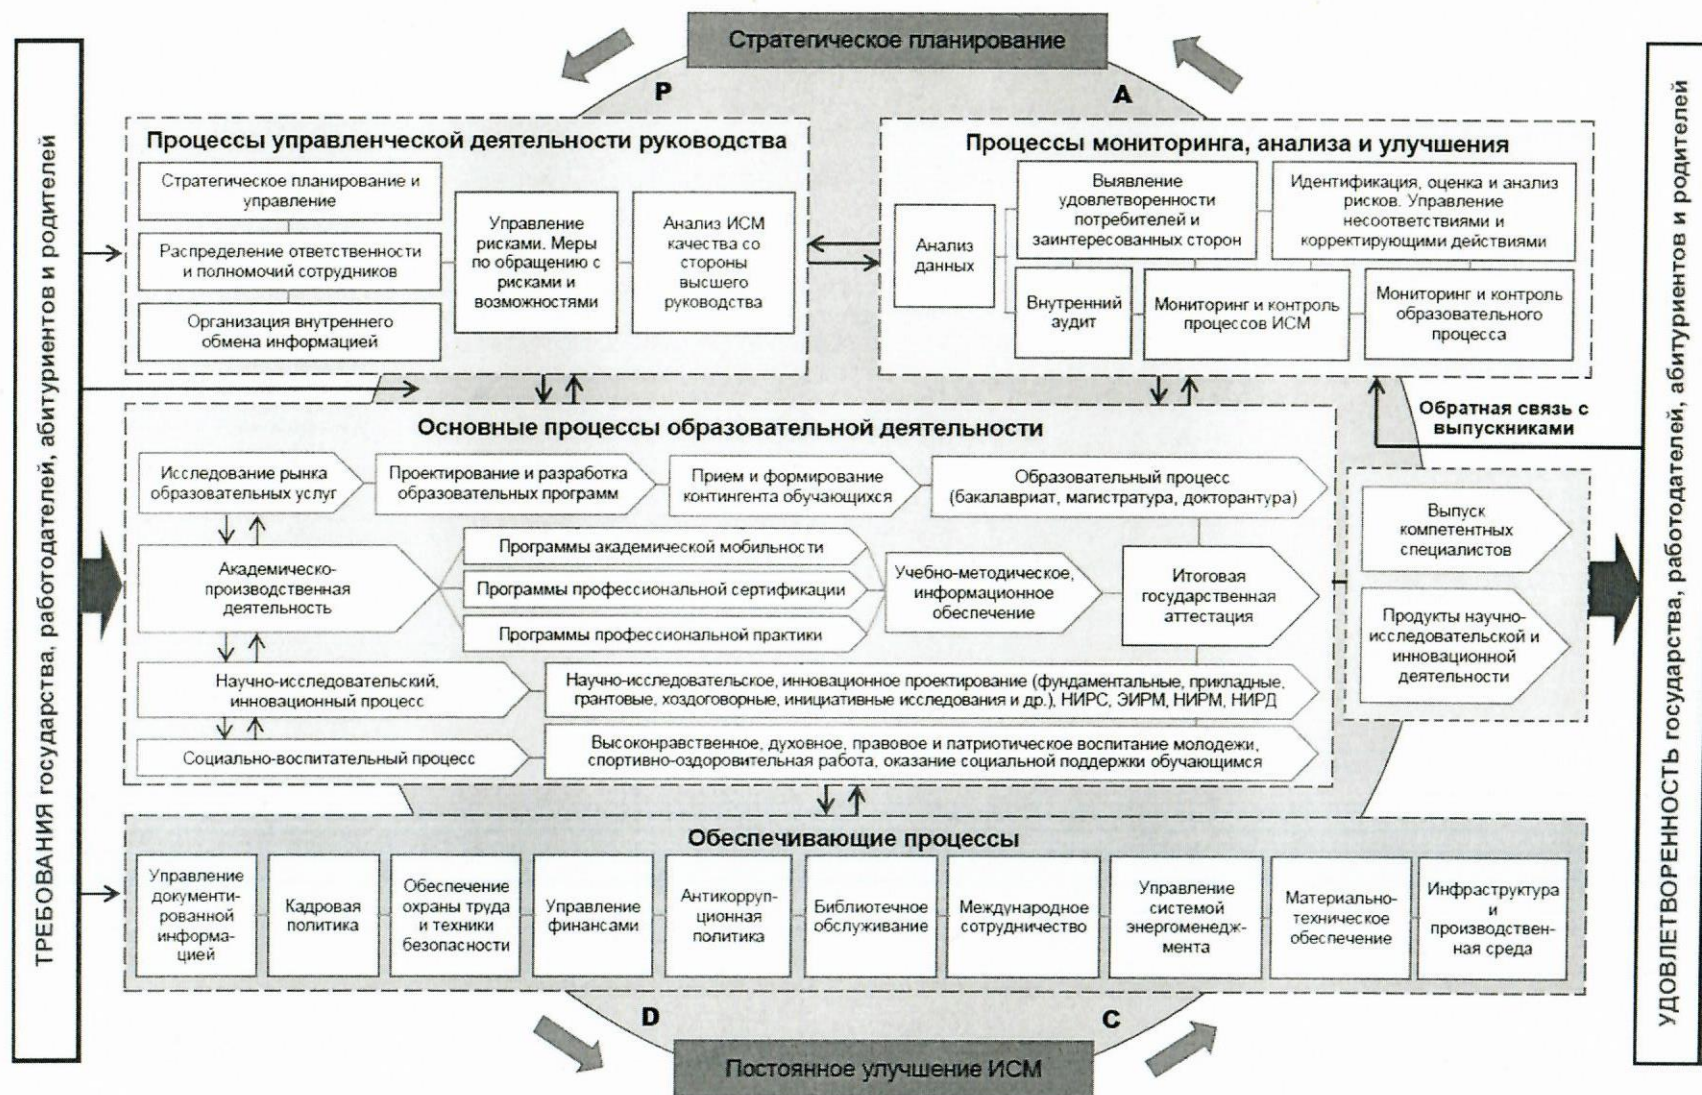 Стратегическое планирование
P
A
ТРЕБОВАНИЯ государства, работодателей, абитуриентов и родителей
Процессы управленческой деятельности руководства
Стратегическое планирование и
управление
Распределение ответственности
и полномочий сотрудников
Организация внутреннего
обмена информацией
Управление
рисками. Меры
по обращению с
рисками и
возможностями
Анализ ИСМ
качества со
стороны
высшего
руководства
Процессы мониторинга, анализа и улучшения
Анализ
данных
Выявление
удовлетворенности
потребителей и
заинтересованных сторон
Идентификация, оценка и анализ
рисков. Управление
несоответствиями и
корректирующими действиями
Внутренний
аудит
Мониторинг и контроль
процессов ИСМ
Мониторинг и контроль
образовательного
процесса
Обратная связь с
выпускниками
Основные процессы образовательной деятельности
Исследование рынка
образовательных услуг
Проектирование и разработка
образовательных программ
Прием и формирование
контингента обучающихся
Образовательный процесс
(бакалавриат, магистратура, докторантура)
Академическо-
производственная
деятельность
Программы академической мобильности
Программы профессиональной сертификации
Программы профессиональной практики
Учебно-методическое,
информационное
обеспечение
Итоговая
государственная
аттестация
Научно-исследовательский,
инновационный процесс
Научно-исследовательское, инновационное проектирование (фундаментальные, прикладные,
грантовые, хоздоговорные, инициативные исследования и др.), НИРС, ЭИРМ, НИРМ, НИРД
Социально-воспитательный процесс
Высоконравственное, духовное, правовое и патриотическое воспитание молодежи,
спортивно-оздоровительная работа, оказание социальной поддержки обучающимся
Выпуск
компетентных
специалистов
Продукты научно-
исследовательской и
инновационной
деятельности
УДОВЛЕТВОРЕННОСТЬ государства, работодателей, абитуриентов и родителей
Обеспечивающие процессы
Управление
документи-
рованной
информа-
цией
Кадровая
политика
Обеспечение
охраны труда
и техники
безопасности
Управление
финансами
Антикорруп-
ционная
политика
Библиотечное
обслуживание
Международное
сотрудничество
Управление
системой
энергоменедж-
мента
Материально-
техническое
обеспечение
Инфраструктура
и
производствен-
ная среда
D
C
Постоянное улучшение ИСМ